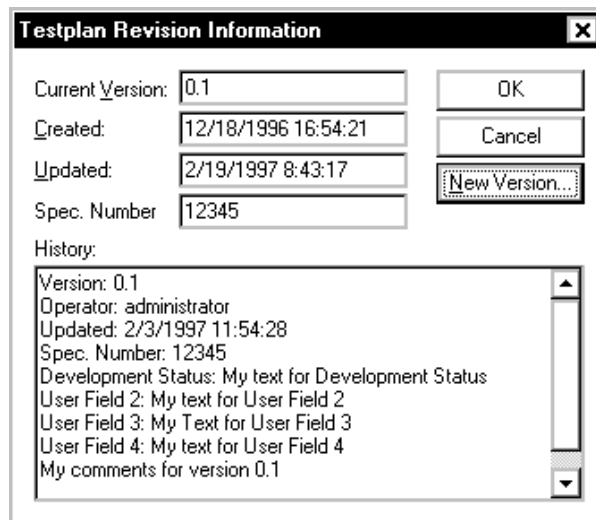 Testplan Revision Information
Current Version: 0.1
OK
Created: 12/18/1996 16:54:21
Cancel
Updated: 2/19/1997 8:43:17
New Version...
Spec. Number 12345
History:
Version: 0.1
Operator: administrator
Updated: 2/3/1997 11:54:28
Spec. Number: 12345
Development Status: My text for Development Status
User Field 2: My text for User Field 2
User Field 3: My Text for User Field 3
User Field 4: My text for User Field 4
My comments for version 0.1